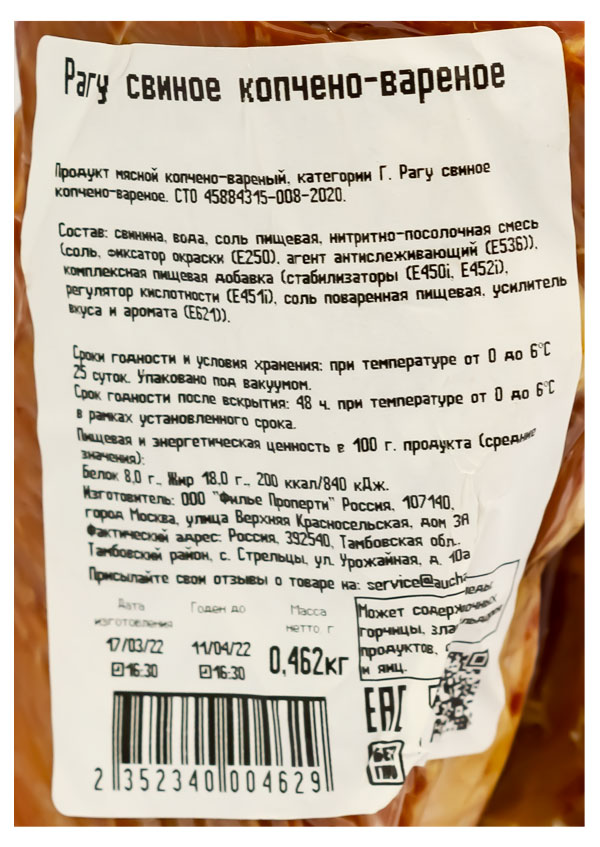 Рагу свиное копчено-вареное
Продукт мясной копчено-вареный, категории Г. Рагу свиное
копчено-вареное. СТО 45884315-008-2020.
Состав: свинина, вода, соль пищевая, нитритно-посолочная смесь
(соль, фиксатор окраски (Е250), агент антислеживающий (Е536)),
комплексная пищевая добавка (стабилизаторы (Е450i, Е452i),
регулятор кислотности (Е451i), соль поваренная пищевая, усилитель
вкуса и аромата (Е621)).
Сроки годности и условия хранения: при температуре от 0 до 6°С
25 суток. Упаковано под вакуумом.
Срок годности после вскрытия: 48 ч. при температуре от 0 до 6°С
в рамках установленного срока.
Пищевая и энергетическая ценность в 100 г. продукта (средние
значения):
Белок 8,0 г., Жир 18,0 г., 200 ккал/840 кДж.
Изготовитель: ООО "Филье Проперти" Россия, 107140,
город Москва, улица Верхняя Красносельская, дом 3А
Фактический адрес: Россия, 392540, Тамбовская обл.,
Тамбовский район, с. Стрельцы, ул. Урожайная, д. 10а
Присылайте свои отзывы о товаре на: service@aucha
Дата Годен до Масса
изготовления нетто г
17/03/22 11/04/22 0,462кг
16:30 16:30
Может содерж
горчицы, зла
продуктов,
и яиц.
EAC
БЕЗ
ГМО
2 352340 004629